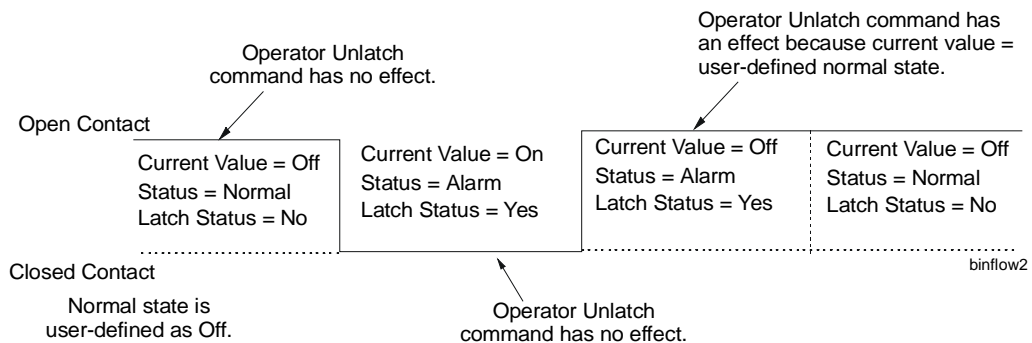 Operator Unlatch command has
an effect because current value =
user-defined normal state.
Operator Unlatch
command has no effect.
Open Contact
Current Value = Off
Status = Normal
Latch Status = No
Current Value = On
Status = Alarm
Latch Status = Yes
Current Value = Off
Status = Alarm
Latch Status = Yes
Current Value = Off
Status = Normal
Latch Status = No
Closed Contact
binflow2
Normal state is
user-defined as Off.
Operator Unlatch
command has no effect.